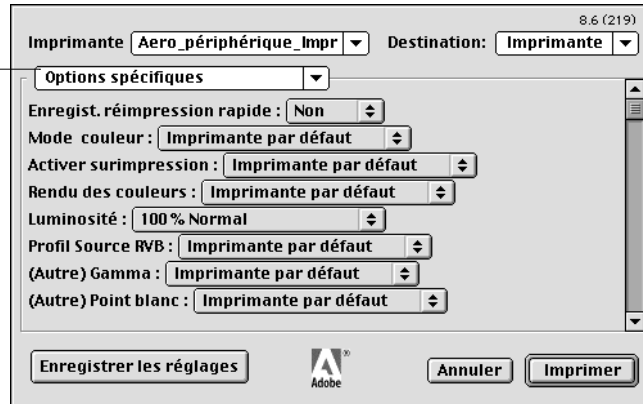 8.6 (219)
Imprimante Aero_périphérique_Impr Destination: Imprimante
Options spécifiques
Enregist. réimpression rapide : Non
Mode couleur : Imprimante par défaut
Activer surimpression : Imprimante par défaut
Rendu des couleurs : Imprimante par défaut
Luminosité : 100 % Normal
Profil Source RVB : Imprimante par défaut
(Autre) Gamma : Imprimante par défaut
(Autre) Point blanc : Imprimante par défaut
Enregistrer les réglages
Adobe
®
Annuler
Imprimer